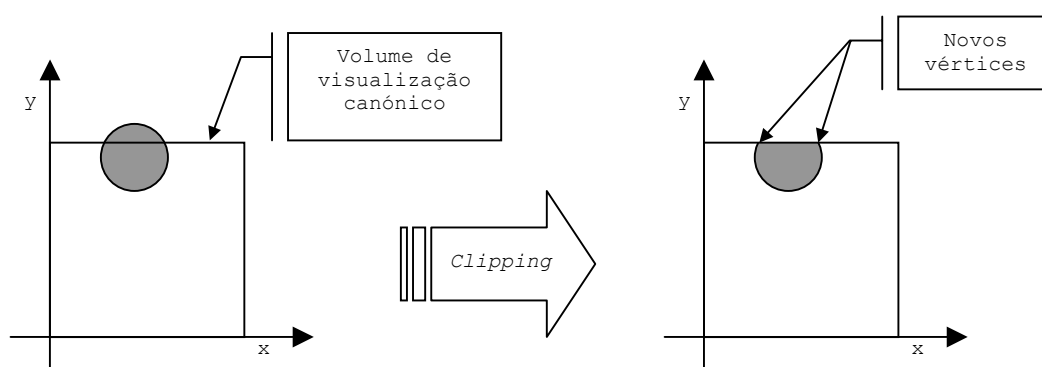 Volume de
visualização
canónico
y
x
Clipping
Novos
vértices
y
x